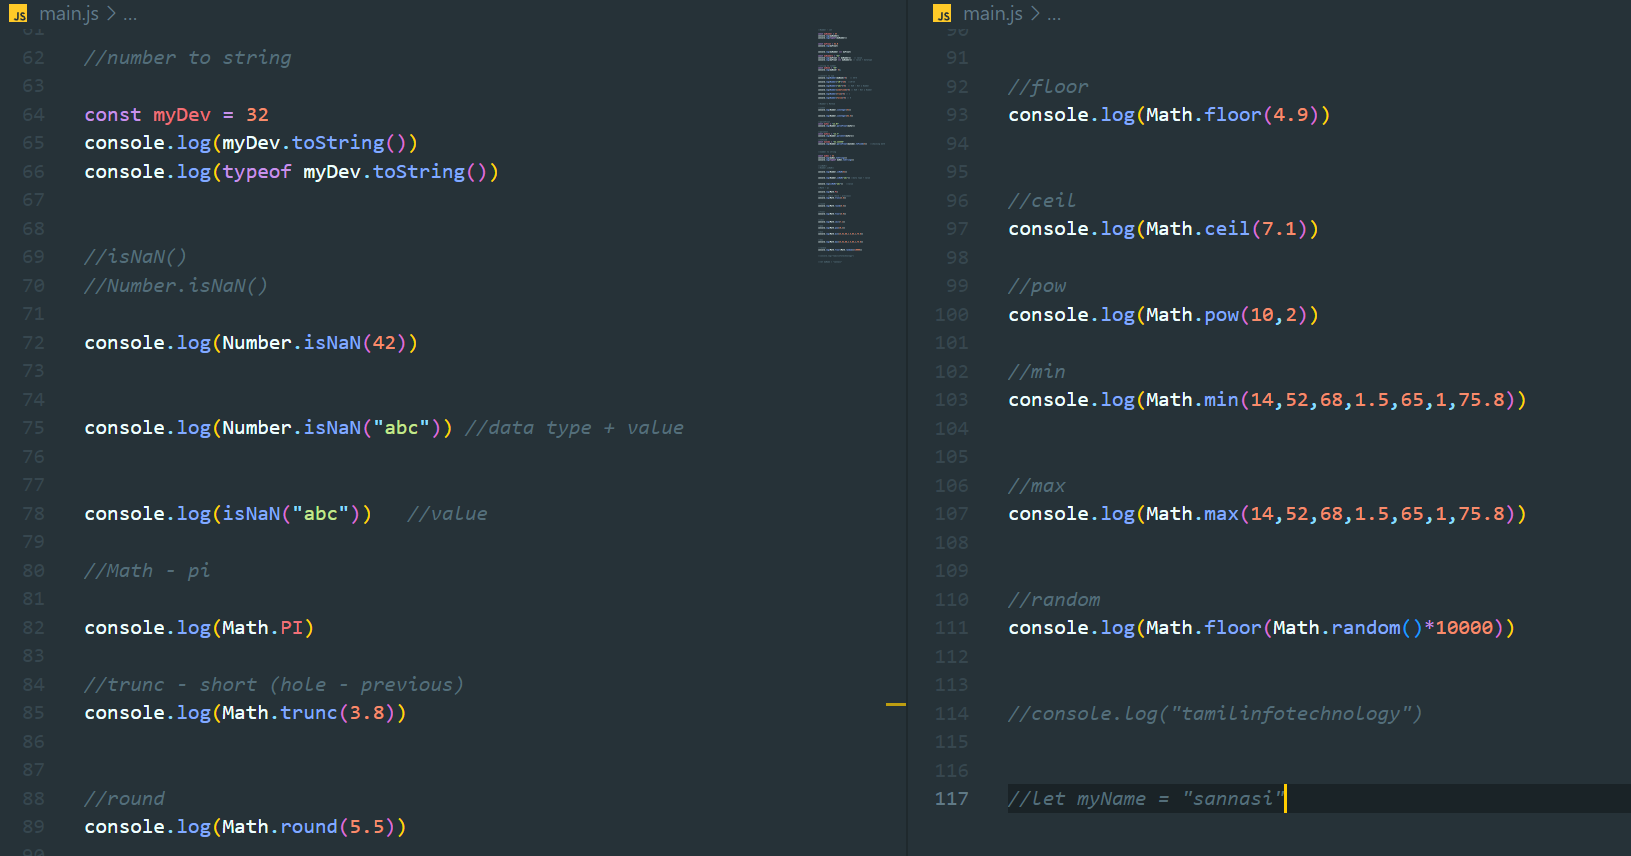 JS main.js > ...
61
62 //number to string
63
64 const myDev = 32
65 console.log(myDev.toString())
66 console.log(typeof myDev.toString())
67
68
69 //isNaN()
70 //Number.isNaN()
71
72 console.log(Number.isNaN(42))
73
74
75 console.log(Number.isNaN("abc")) //data type + value
76
77
78 console.log(isNaN("abc")) //value
79
80 //Math - pi
81
82 console.log(Math.PI)
83
84 //trunc - short (hole - previous)
85 console.log(Math.trunc(3.8))
86
87
88 //round
89 console.log(Math.round(5.5))
90
JS main.js > ...
90
91
92 //floor
93 console.log(Math.floor(4.9))
94
95
96 //ceil
97 console.log(Math.ceil(7.1))
98
99 //pow
100 console.log(Math.pow(10,2))
101
102 //min
103 console.log(Math.min(14,52,68,1.5,65,1,75.8))
104
105
106 //max
107 console.log(Math.max(14,52,68,1.5,65,1,75.8))
108
109
110 //random
111 console.log(Math.floor(Math.random()*10000))
112
113
114 //console.log("tamilinfotechnology")
115
116
117 //let myName = "sannasi"